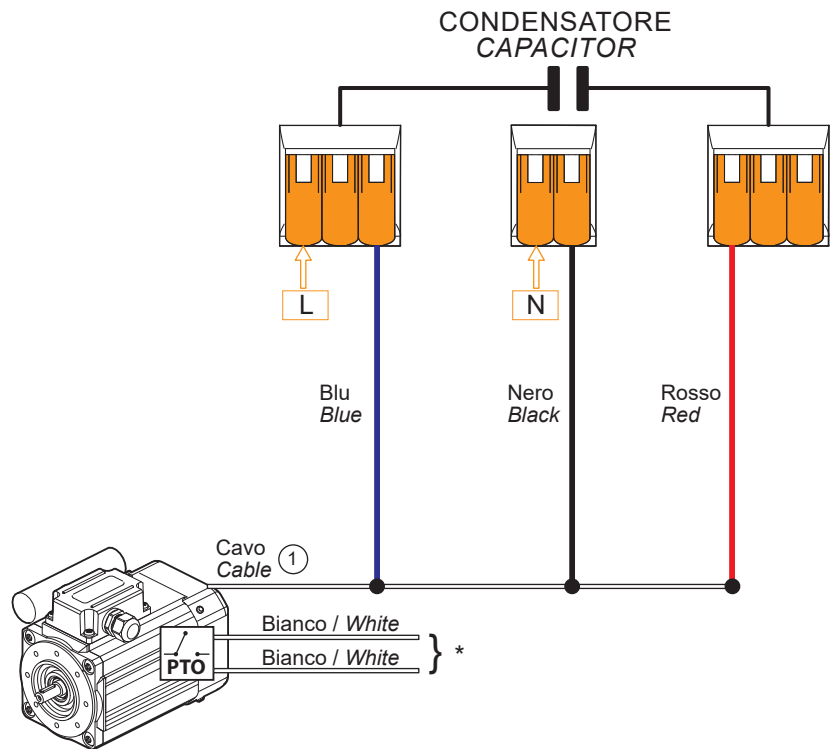 CONDENSATORE
CAPACITOR
L
N
Blu
Blue
Nero
Black
Rosso
Red
Cavo
Cable 1
Bianco / White
Bianco / White
} *
PTO